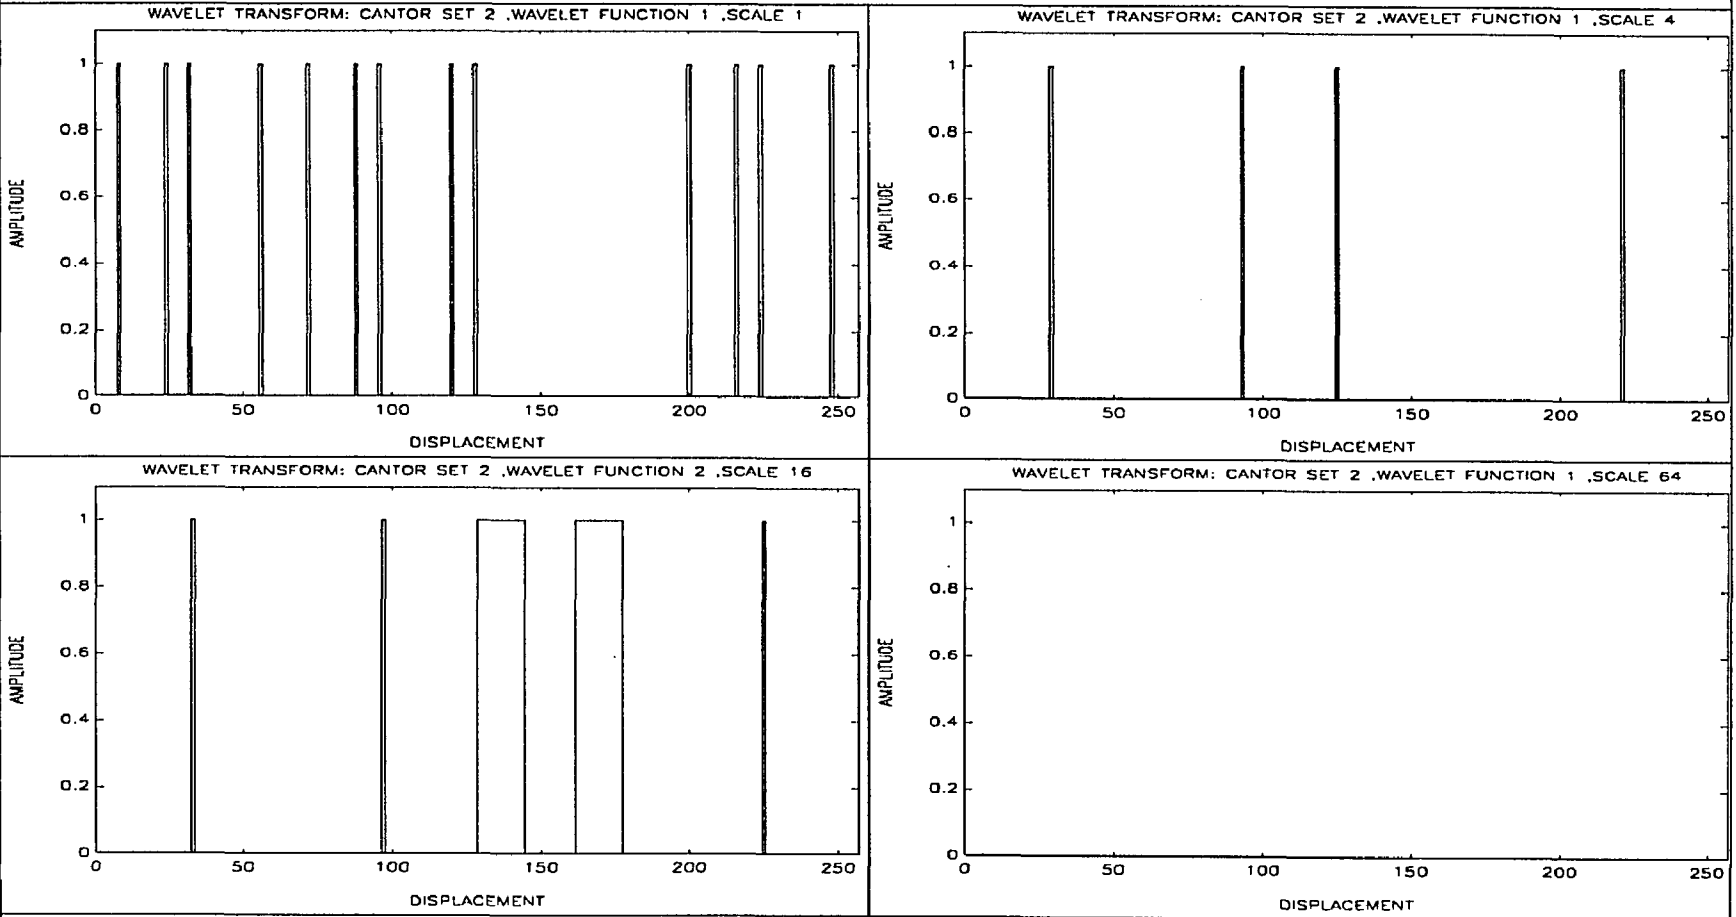 WAVELET TRANSFORM: CANTOR SET 2 ,WAVELET FUNCTION 1 ,SCALE 1
1
0.8
0.6
0.4
0.2
0
AMPLITUDE
0 50 100 150 200 250
DISPLACEMENT
WAVELET TRANSFORM: CANTOR SET 2 ,WAVELET FUNCTION 1 ,SCALE 4
1
0.8
0.6
0.4
0.2
0
AMPLITUDE
0 50 100 150 200 250
DISPLACEMENT
WAVELET TRANSFORM: CANTOR SET 2 ,WAVELET FUNCTION 2 ,SCALE 16
1
0.8
0.6
0.4
0.2
0
AMPLITUDE
0 50 100 150 200 250
DISPLACEMENT
WAVELET TRANSFORM: CANTOR SET 2 ,WAVELET FUNCTION 1 ,SCALE 64
1
0.8
0.6
0.4
0.2
0
AMPLITUDE
0 50 100 150 200 250
DISPLACEMENT